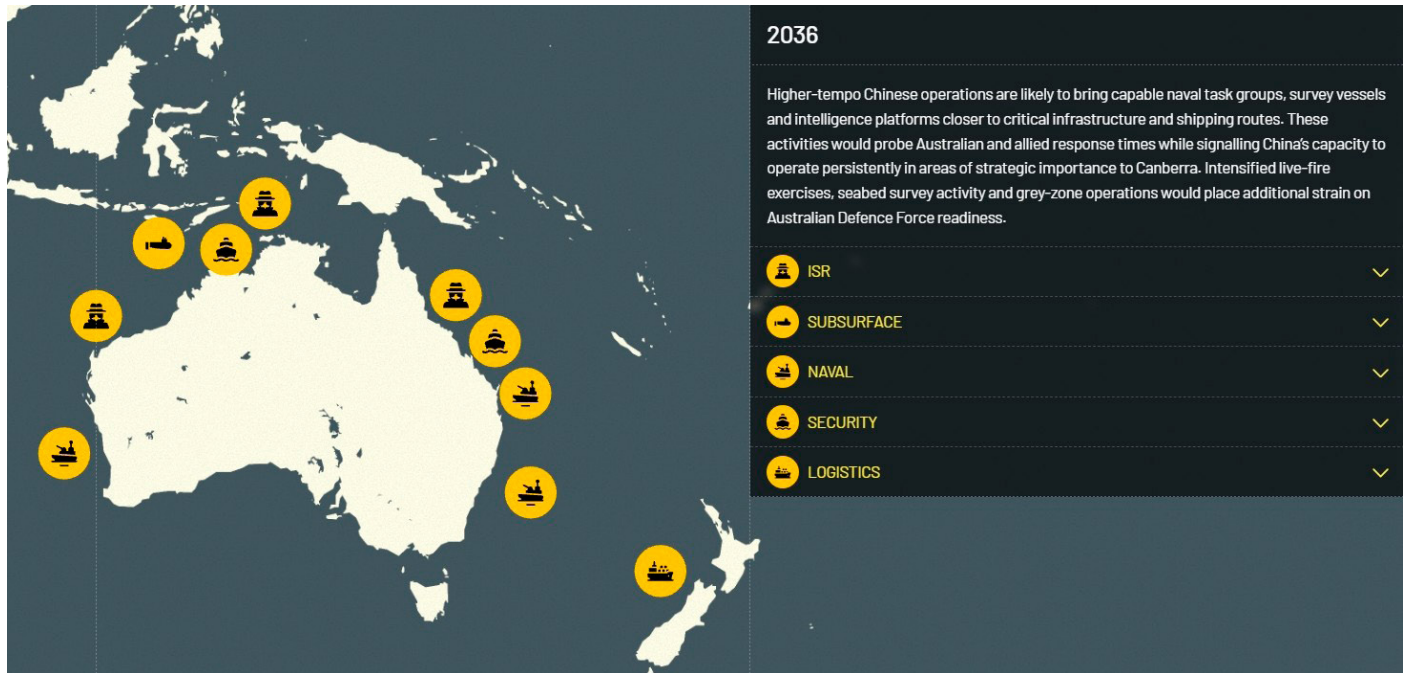 2036
Higher-tempo Chinese operations are likely to bring capable naval task groups, survey vessels
and intelligence platforms closer to critical infrastructure and shipping routes. These
activities would probe Australian and allied response times while signalling China's capacity to
operate persistently in areas of strategic importance to Canberra. Intensified live-fire
exercises, seabed survey activity and grey-zone operations would place additional strain on
Australian Defence Force readiness.
ISR
SUBSURFACE
NAVAL
SECURITY
LOGISTICS